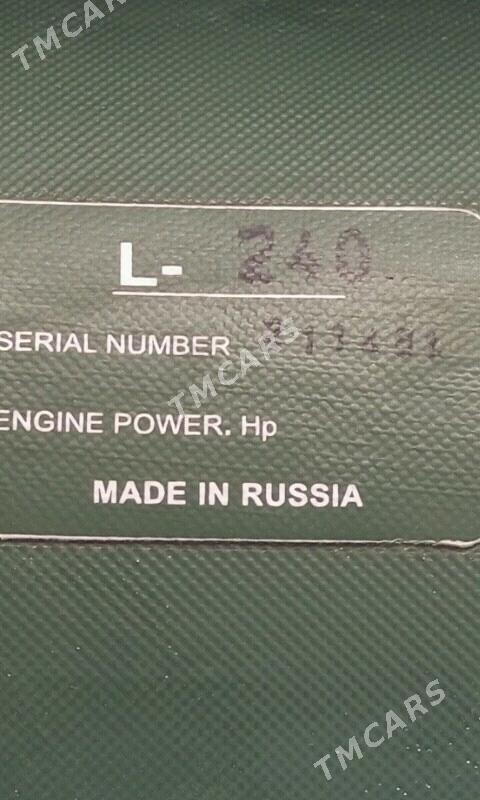 TMCARS
L- 240
SERIAL NUMBER
TMCARS
ENGINE POWER. Hp
MADE IN RUSSIA
TMCARS